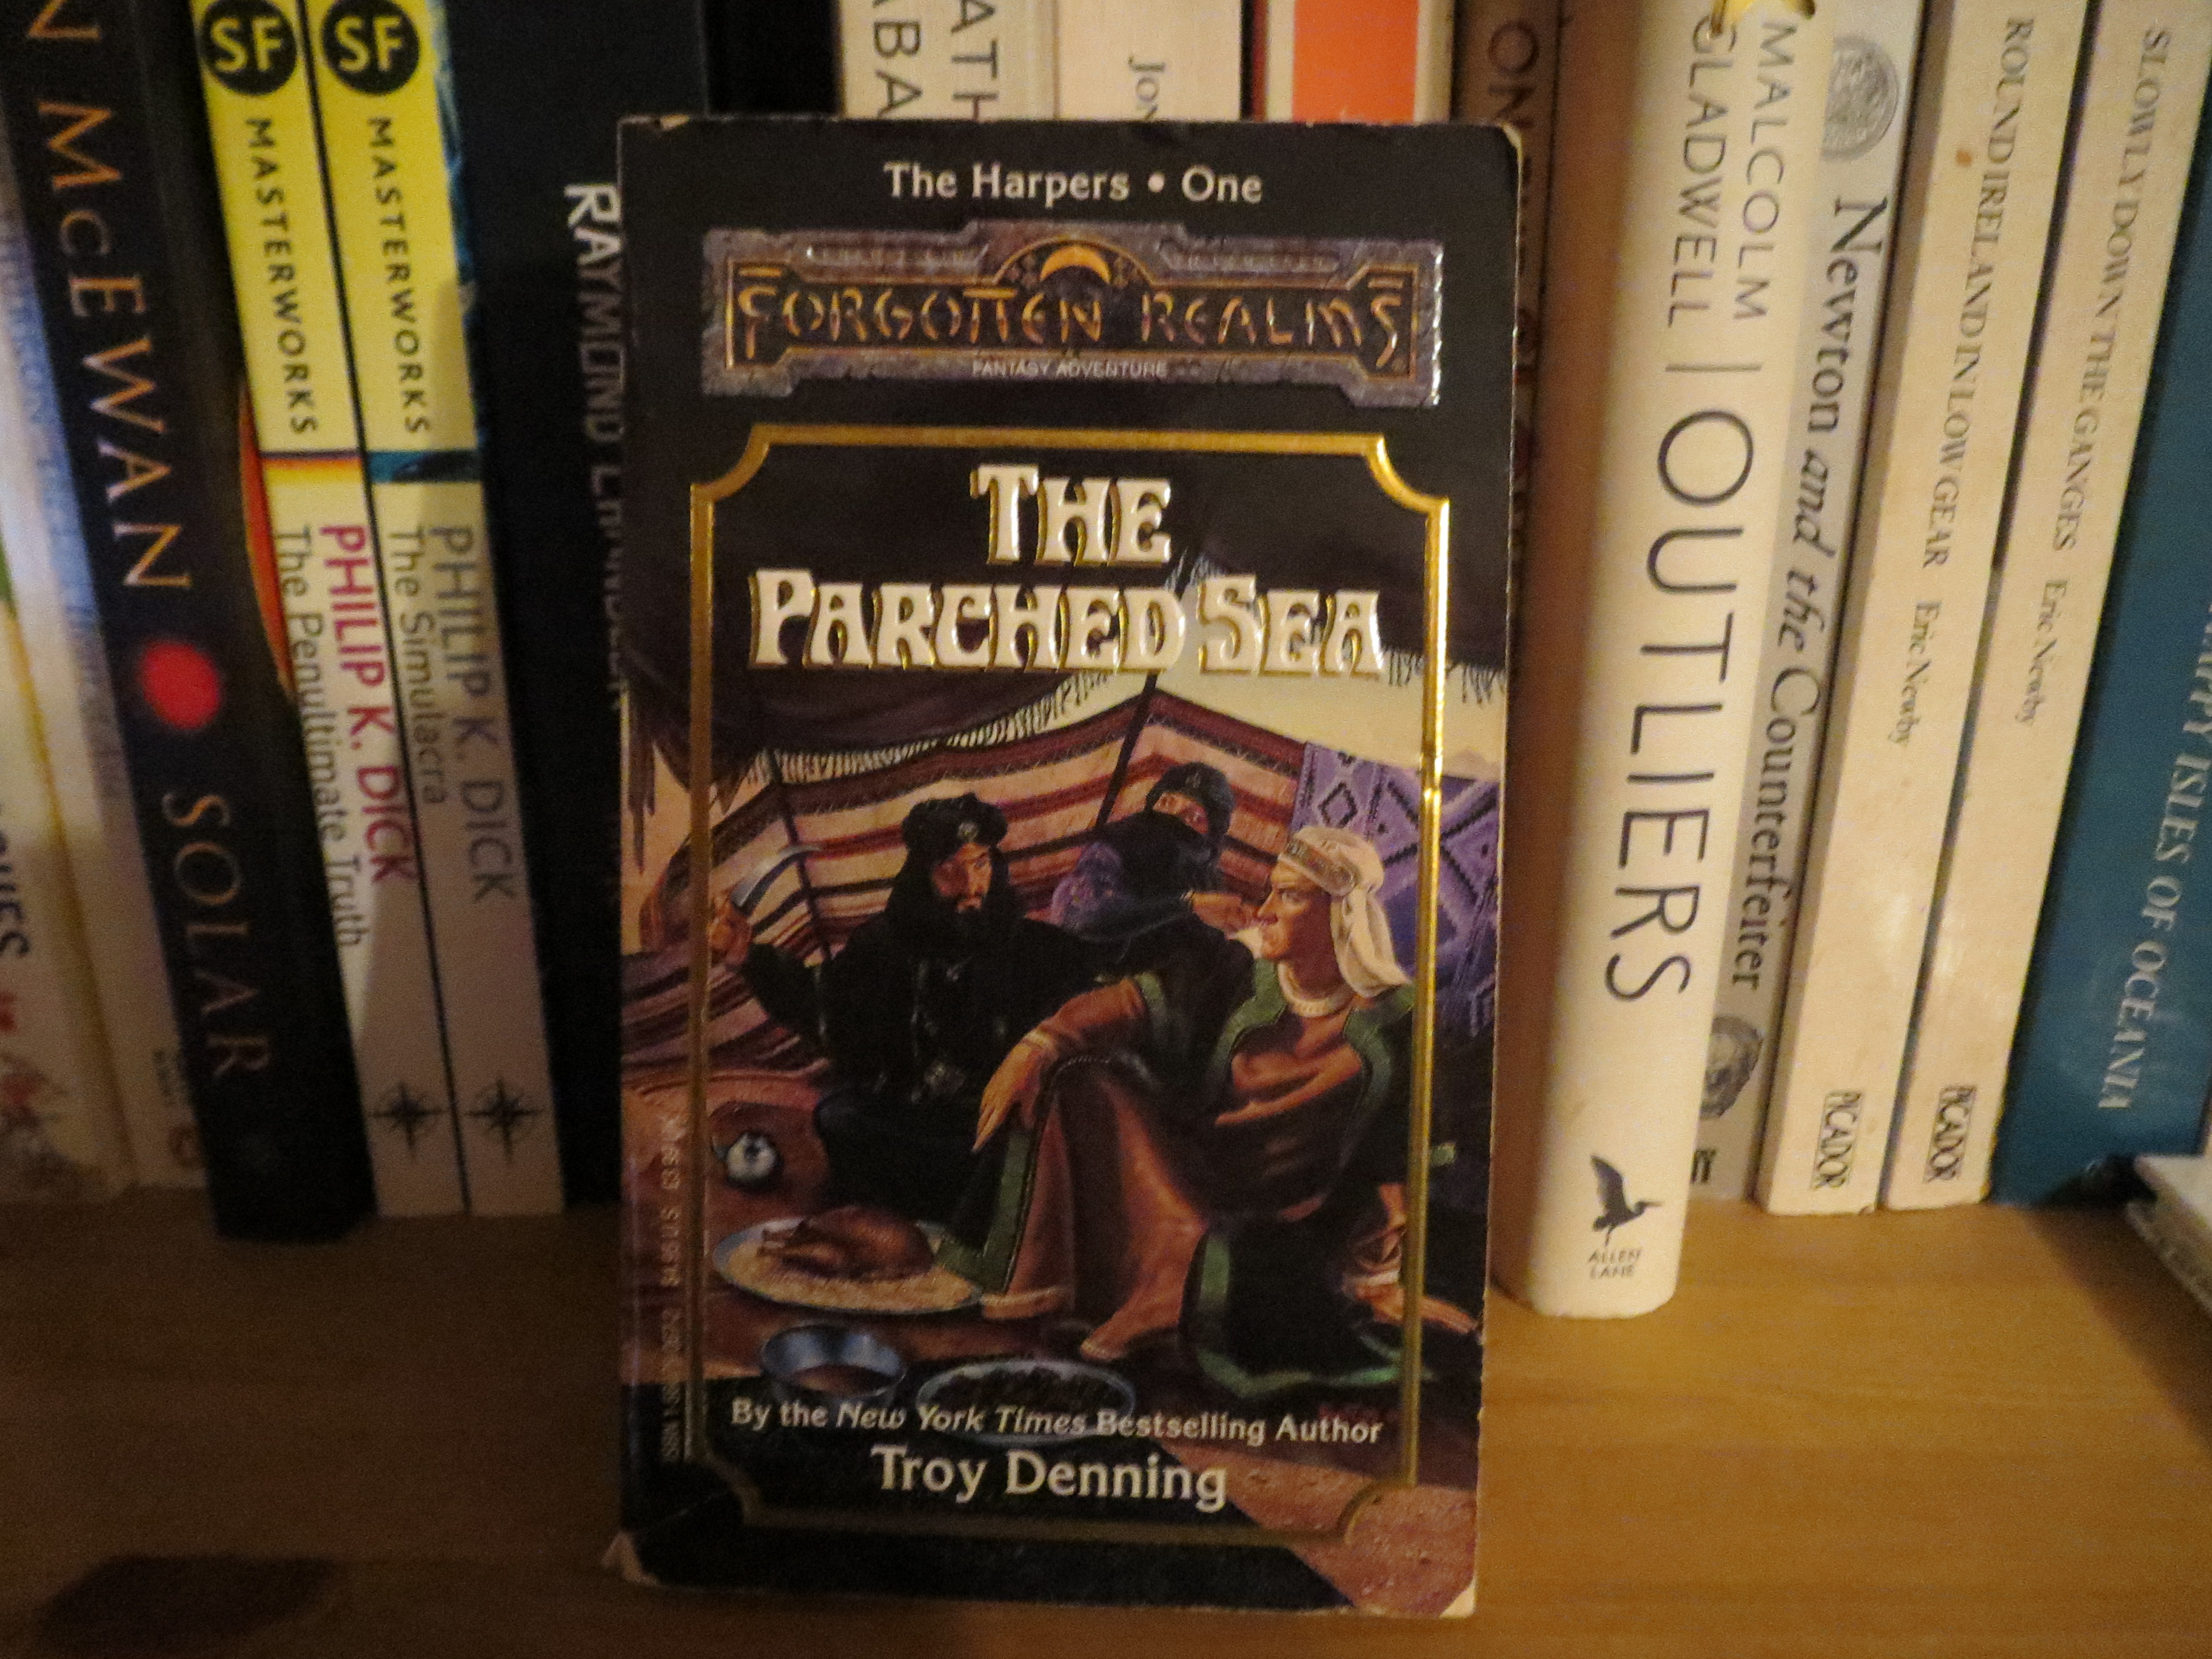 McEWAN
SOLAR
SF
MASTERWORKS
PHILIP K. DICK
The Penultimate Truth
SF
MASTERWORKS
PHILIP K. DICK
The Simulacra
RAYMOND
The Harpers • One
FORGOTTEN REALMS
FANTASY ADVENTURE
THE
PARCHED SEA
By the New York Times Bestselling Author
Troy Denning
MALCOLM
GLADWELL
OUTLIERS
ALLEN
LANE
Newton and the Counterfeiter
ROUND IRELAND IN LOW GEAR Eric Newby
PICADOR
SLOWLY DOWN THE GANGES Eric Newby
PICADOR
ISLES OF OCEANIA